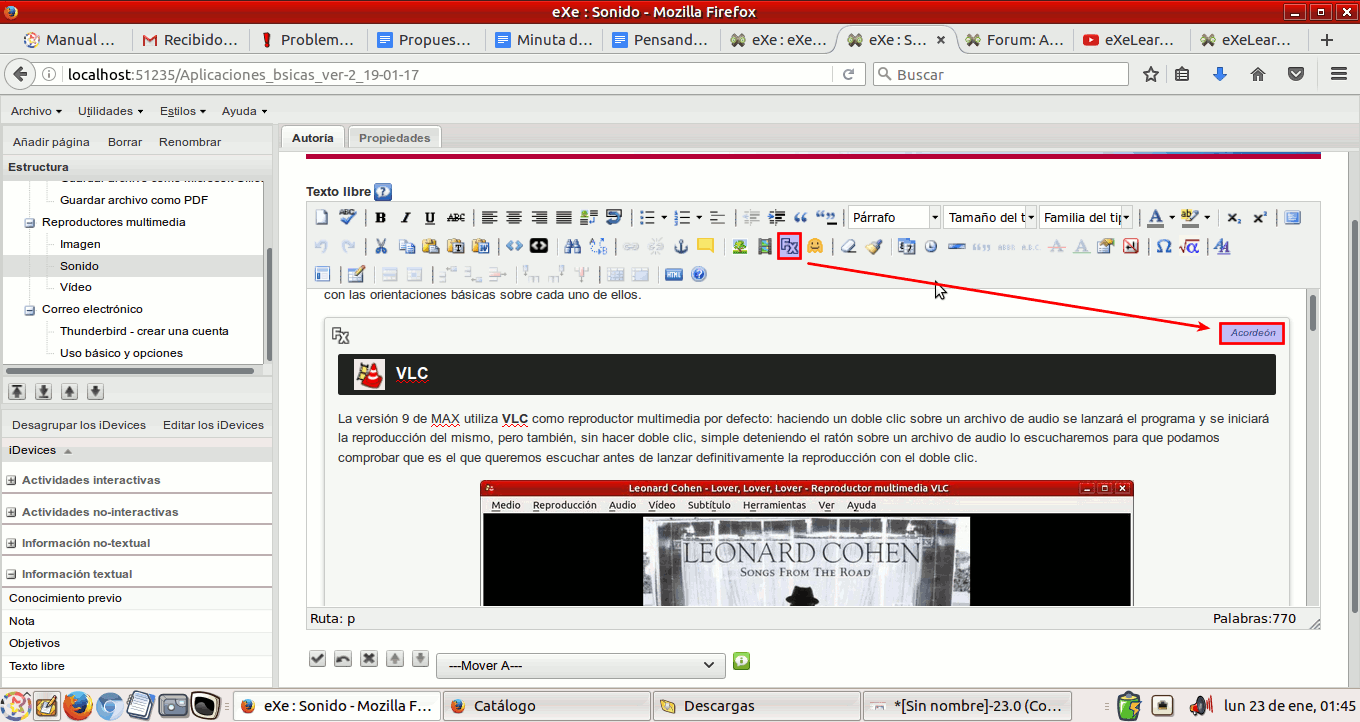 eXe : Sonido - Mozilla Firefox
Manual ... Recibido... Problem... Propues... Minuta d... Pensand... eXe : eXe... eXe : S... Forum: A... eXeLear... eXeLear...
localhost:51235/Aplicaciones_bsicas_ver-2_19-01-17
Buscar
Archivo Utilidades Estilos Ayuda
Añadir página Borrar Renombrar
Estructura
Guardar archivo como PDF
Reproductores multimedia
Imagen
Sonido
Vídeo
Correo electrónico
Thunderbird - crear una cuenta
Uso básico y opciones
Desagrupar los iDevices Editar los iDevices
iDevices
Actividades interactivas
Actividades no-interactivas
Información no-textual
Información textual
Conocimiento previo
Nota
Objetivos
Texto libre
Autoría Propiedades
Texto libre
Párrafo Tamaño del t Familia del tip
con las orientaciones básicas sobre cada uno de ellos.
Acordeón
VLC
La versión 9 de MAX utiliza VLC como reproductor multimedia por defecto: haciendo un doble clic sobre un archivo de audio se lanzará el programa y se iniciará
la reproducción del mismo, pero también, sin hacer doble clic, simple deteniendo el ratón sobre un archivo de audio lo escucharemos para que podamos
comprobar que es el que queremos escuchar antes de lanzar definitivamente la reproducción con el doble clic.
Leonard Cohen - Lover, Lover, Lover - Reproductor multimedia VLC
Medio Reproducción Audio Vídeo Subtítulo Herramientas Ver Ayuda
LEONARD COHEN
SONGS FROM THE ROAD
Ruta: p Palabras:770
---Mover A---
eXe : Sonido - Mozilla F... Catálogo Descargas *[Sin nombre]-23.0 (Co... lun 23 de ene, 01:45